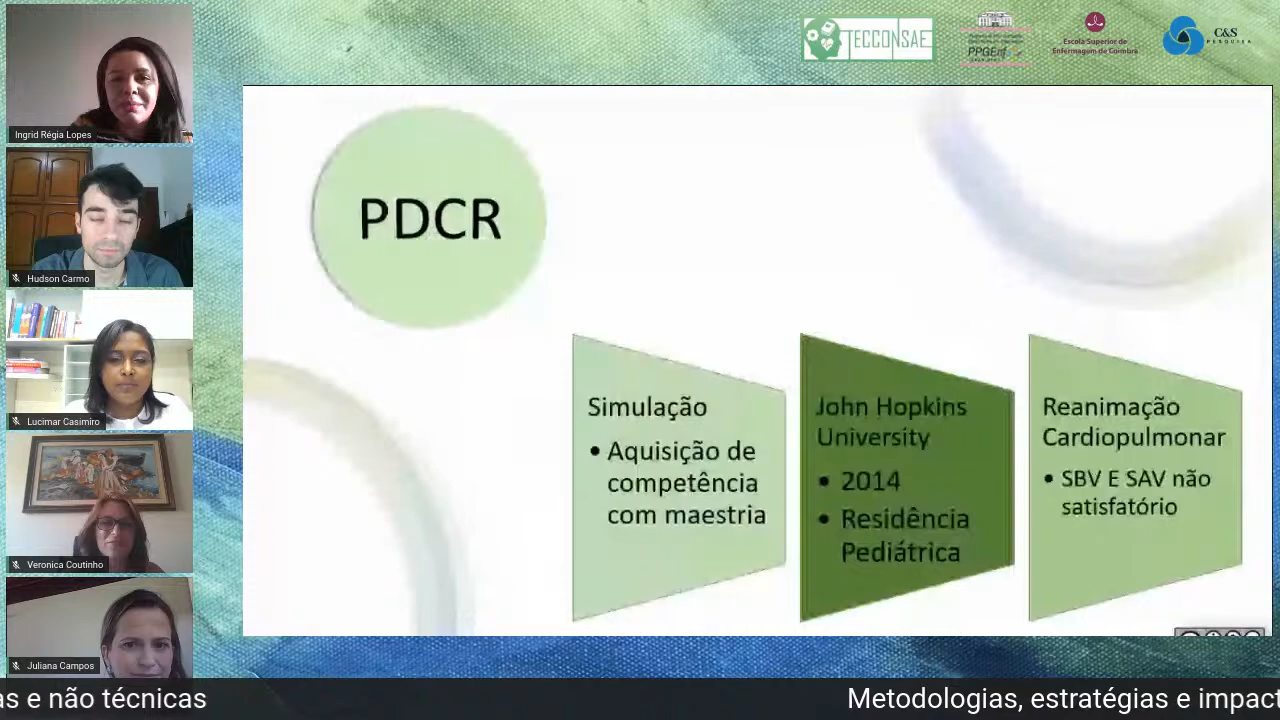 TECCONSAE
PPGEnf
Escola Superior de
Enfermagem de Coimbra
C&S
PESQUISA
Ingrid Régia Lopes
Hudson Carmo
Lucimar Casimiro
Veronica Coutinho
Juliana Campos
PDCR
Simulação
• Aquisição de
competência
com maestria
John Hopkins
University
• 2014
• Residência
Pediátrica
Reanimação
Cardiopulmonar
• SBV E SAV não
satisfatório
as e não técnicas
Metodologias, estratégias e impact